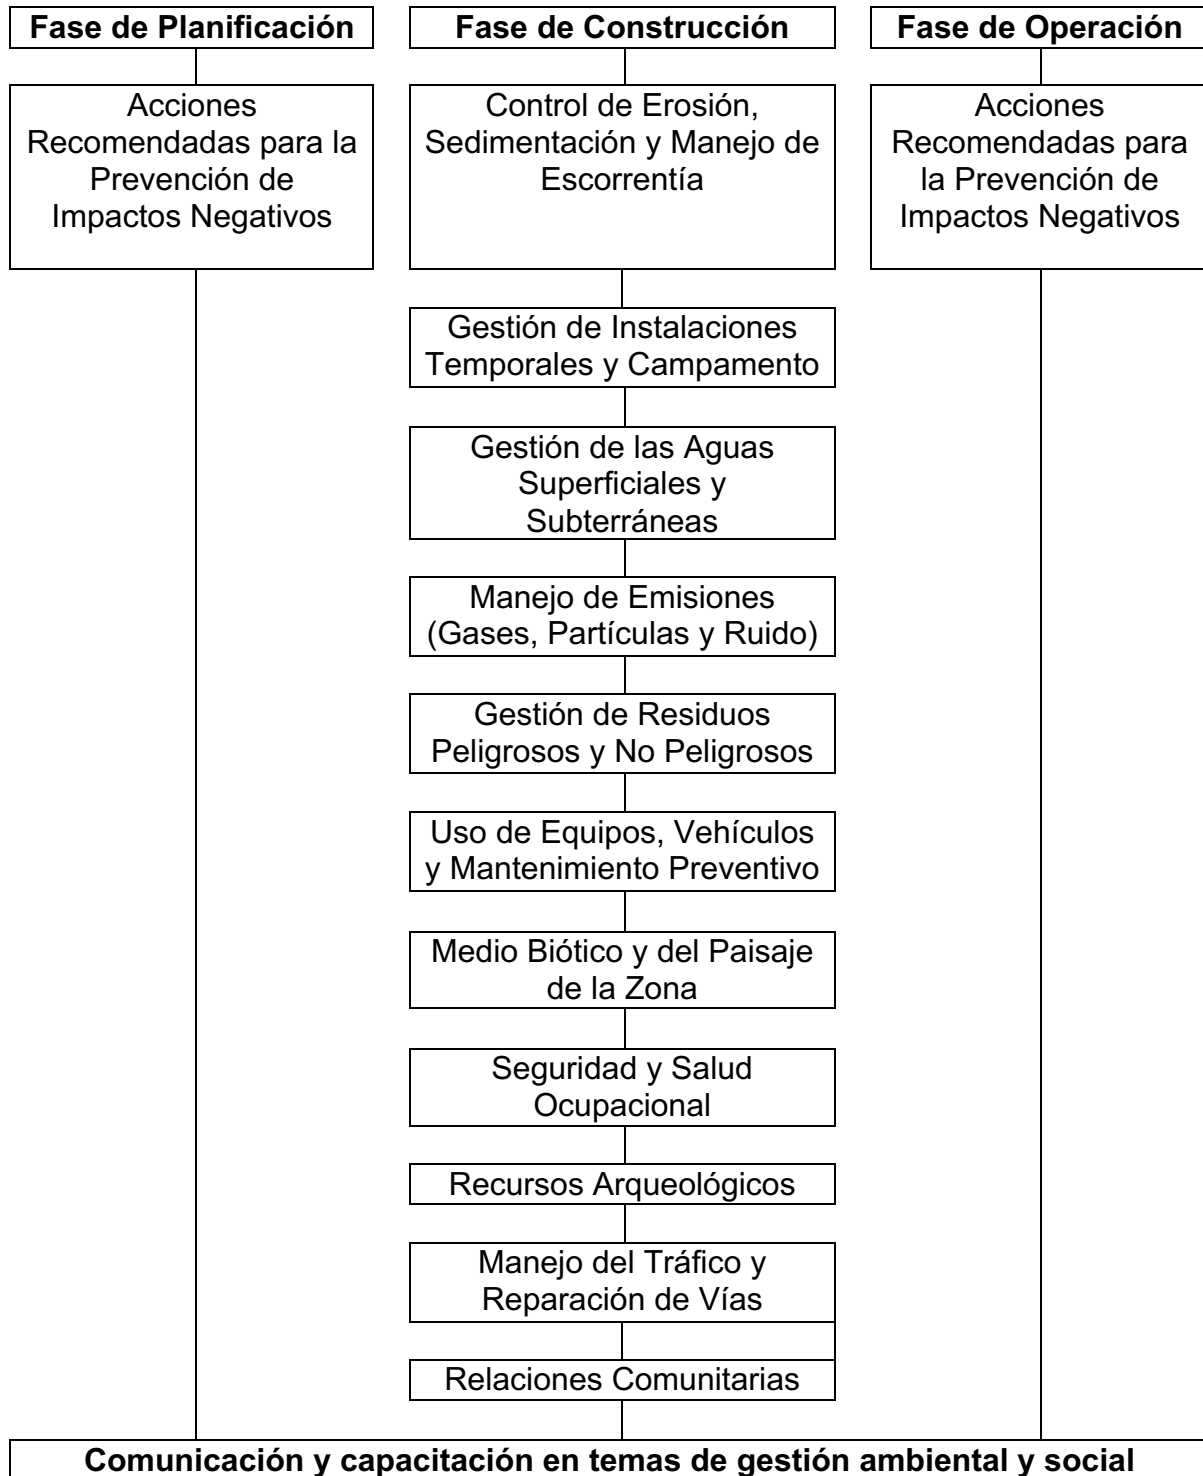 Fase de Planificación
Fase de Construcción
Fase de Operación
Acciones
Recomendadas para la
Prevención de
Impactos Negativos
Control de Erosión,
Sedimentación y Manejo de
Escorrentía
Acciones
Recomendadas para
la Prevención de
Impactos Negativos
Gestión de Instalaciones
Temporales y Campamento
Gestión de las Aguas
Superficiales y
Subterráneas
Manejo de Emisiones
(Gases, Partículas y Ruido)
Gestión de Residuos
Peligrosos y No Peligrosos
Uso de Equipos, Vehículos
y Mantenimiento Preventivo
Medio Biótico y del Paisaje
de la Zona
Seguridad y Salud
Ocupacional
Recursos Arqueológicos
Manejo del Tráfico y
Reparación de Vías
Relaciones Comunitarias
Comunicación y capacitación en temas de gestión ambiental y social